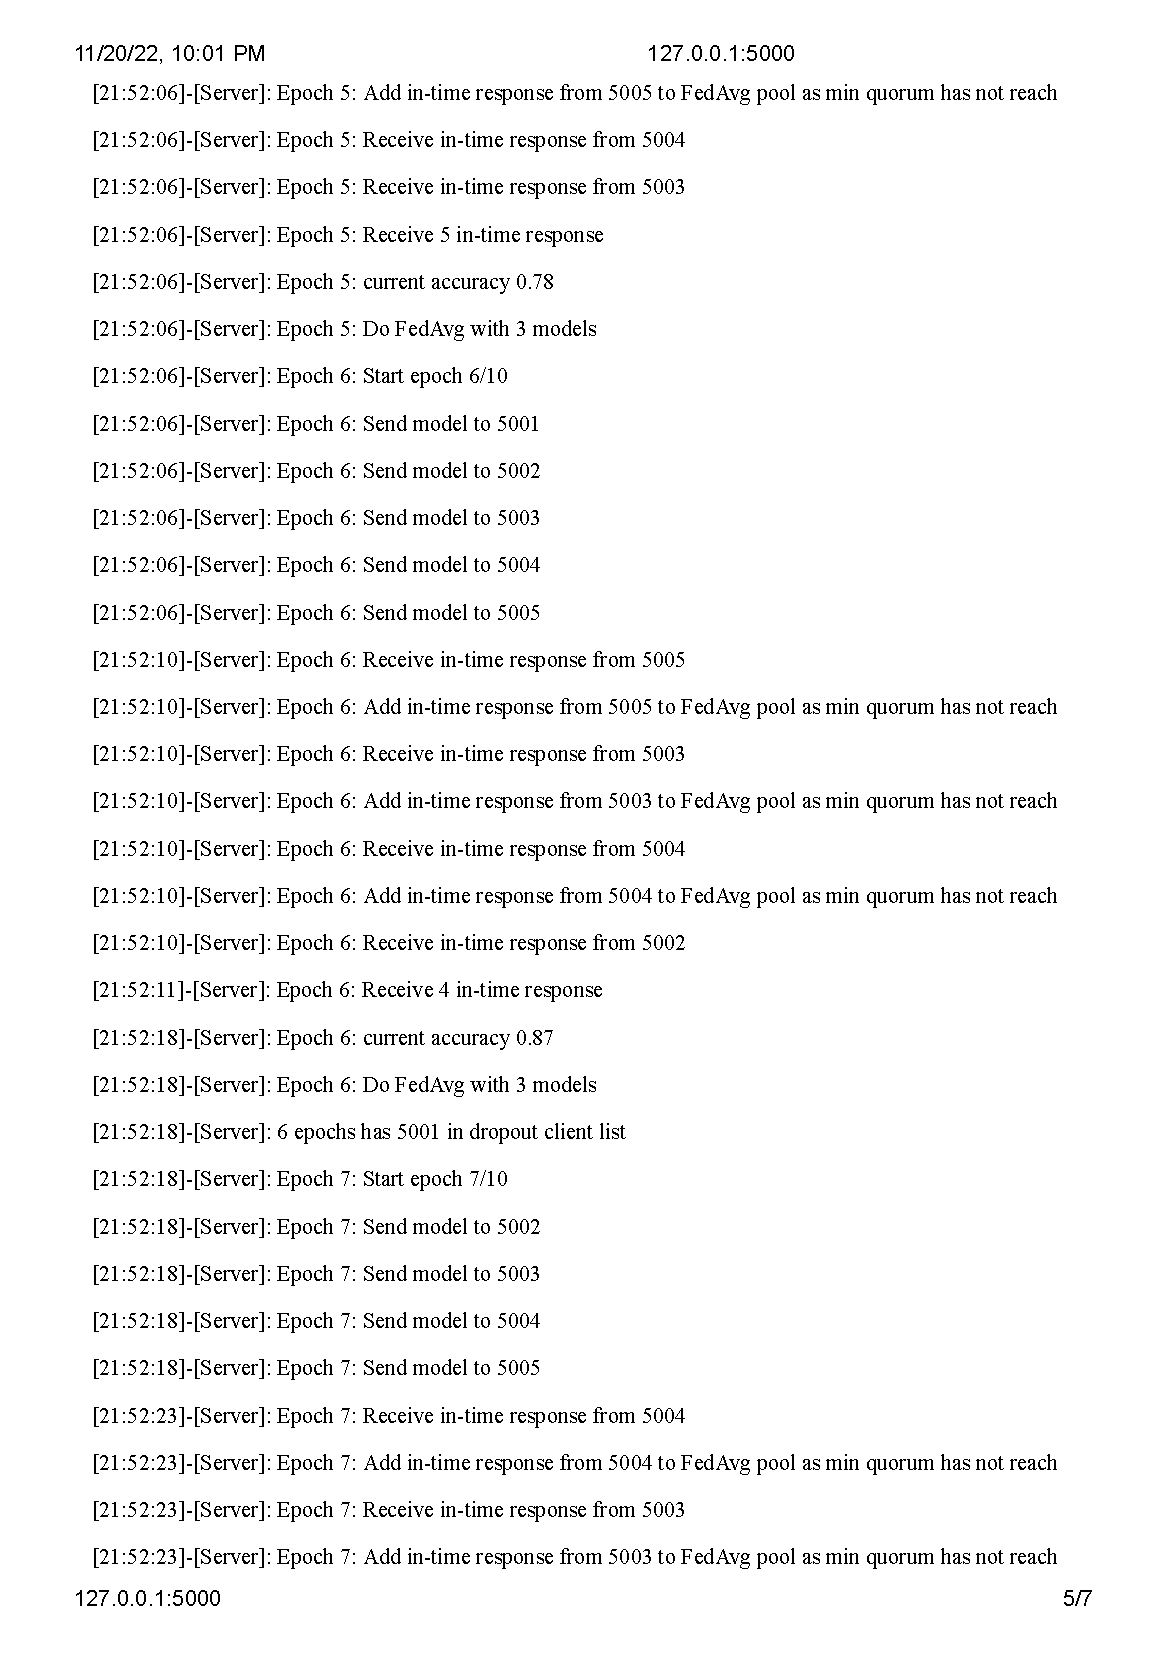 11/20/22, 10:01 PM 127.0.0.1:5000
[21:52:06]-[Server]: Epoch 5: Add in-time response from 5005 to FedAvg pool as min quorum has not reach
[21:52:06]-[Server]: Epoch 5: Receive in-time response from 5004
[21:52:06]-[Server]: Epoch 5: Receive in-time response from 5003
[21:52:06]-[Server]: Epoch 5: Receive 5 in-time response
[21:52:06]-[Server]: Epoch 5: current accuracy 0.78
[21:52:06]-[Server]: Epoch 5: Do FedAvg with 3 models
[21:52:06]-[Server]: Epoch 6: Start epoch 6/10
[21:52:06]-[Server]: Epoch 6: Send model to 5001
[21:52:06]-[Server]: Epoch 6: Send model to 5002
[21:52:06]-[Server]: Epoch 6: Send model to 5003
[21:52:06]-[Server]: Epoch 6: Send model to 5004
[21:52:06]-[Server]: Epoch 6: Send model to 5005
[21:52:10]-[Server]: Epoch 6: Receive in-time response from 5005
[21:52:10]-[Server]: Epoch 6: Add in-time response from 5005 to FedAvg pool as min quorum has not reach
[21:52:10]-[Server]: Epoch 6: Receive in-time response from 5003
[21:52:10]-[Server]: Epoch 6: Add in-time response from 5003 to FedAvg pool as min quorum has not reach
[21:52:10]-[Server]: Epoch 6: Receive in-time response from 5004
[21:52:10]-[Server]: Epoch 6: Add in-time response from 5004 to FedAvg pool as min quorum has not reach
[21:52:10]-[Server]: Epoch 6: Receive in-time response from 5002
[21:52:11]-[Server]: Epoch 6: Receive 4 in-time response
[21:52:18]-[Server]: Epoch 6: current accuracy 0.87
[21:52:18]-[Server]: Epoch 6: Do FedAvg with 3 models
[21:52:18]-[Server]: 6 epochs has 5001 in dropout client list
[21:52:18]-[Server]: Epoch 7: Start epoch 7/10
[21:52:18]-[Server]: Epoch 7: Send model to 5002
[21:52:18]-[Server]: Epoch 7: Send model to 5003
[21:52:18]-[Server]: Epoch 7: Send model to 5004
[21:52:18]-[Server]: Epoch 7: Send model to 5005
[21:52:23]-[Server]: Epoch 7: Receive in-time response from 5004
[21:52:23]-[Server]: Epoch 7: Add in-time response from 5004 to FedAvg pool as min quorum has not reach
[21:52:23]-[Server]: Epoch 7: Receive in-time response from 5003
[21:52:23]-[Server]: Epoch 7: Add in-time response from 5003 to FedAvg pool as min quorum has not reach
127.0.0.1:5000 5/7